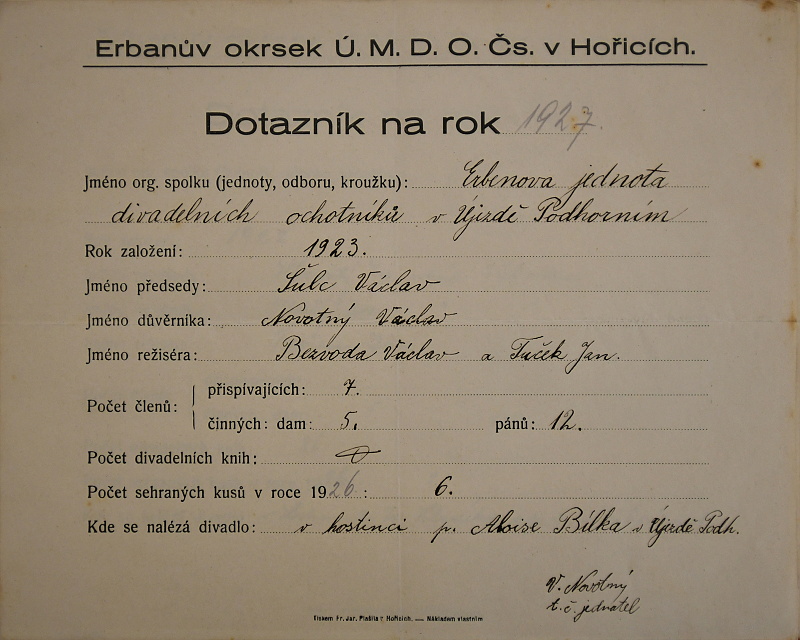 Erbanův okrsek Ú. M. D. O. Čs. v Hořicích.
Dotazník na rok 1927.
Jméno org. spolku (jednoty, odboru, kroužku): Erbenova jednota
divadelních ochotníků v Újezdě Podhorním
Rok založení: 1923.
Jméno předsedy: Šulc Václav
Jméno důvěrníka: Novotný Václav
Jméno režiséra: Bezvoda Václav a Tuček Jan.
Počet členů: přispívajících: 7.
činných: dam: 5. pánů: 12.
Počet divadelních knih: 0
Počet sehraných kusů v roce 1926: 6.
Kde se nalézá divadlo: v hostinci p. Aloise Bílka v Újezdě Podh.
V. Novotný
t. č. jednatel
Tiskem Fr. Jar. Plašila v Hořicích. — Nákladem vlastním